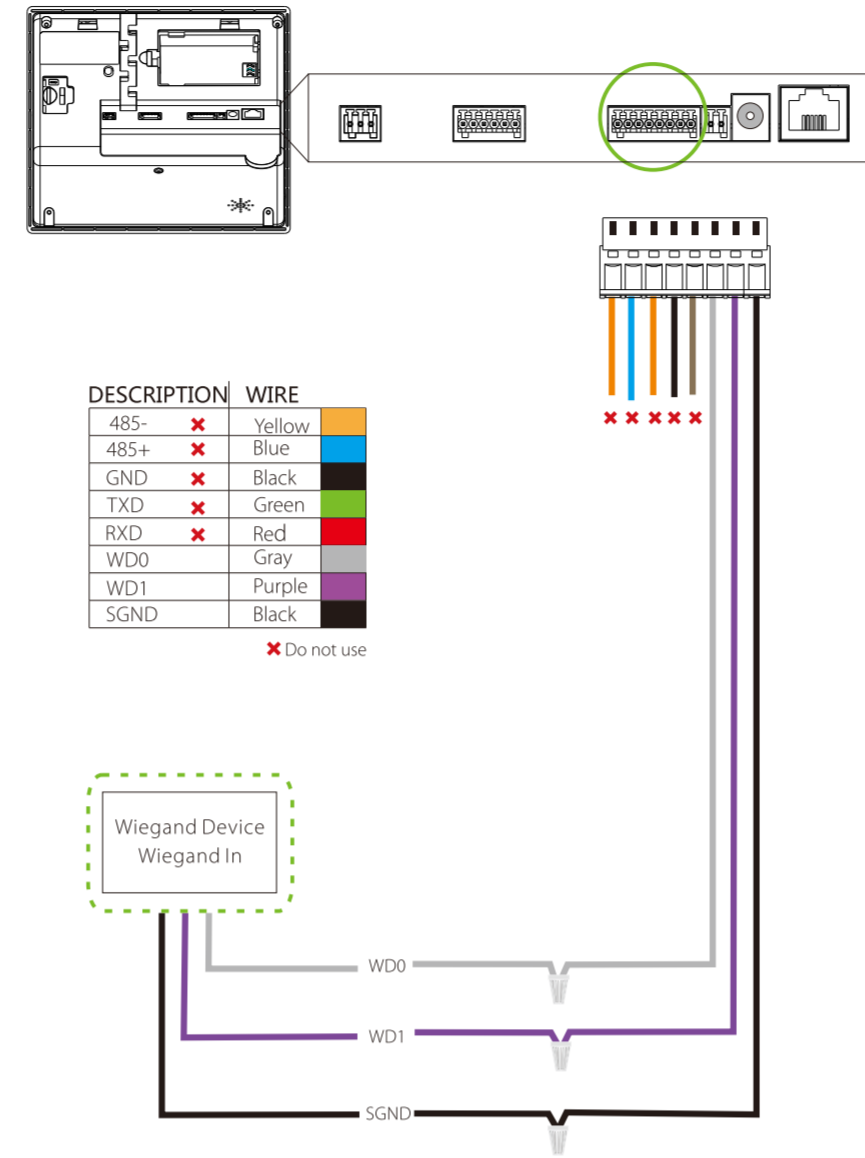 DESCRIPTION WIRE
485- ✖ Yellow
485+ ✖ Blue
GND ✖ Black
TXD ✖ Green
RXD ✖ Red
WD0 Gray
WD1 Purple
SGND Black
✖ Do not use
Wiegand Device
Wiegand In
WD0
WD1
SGND